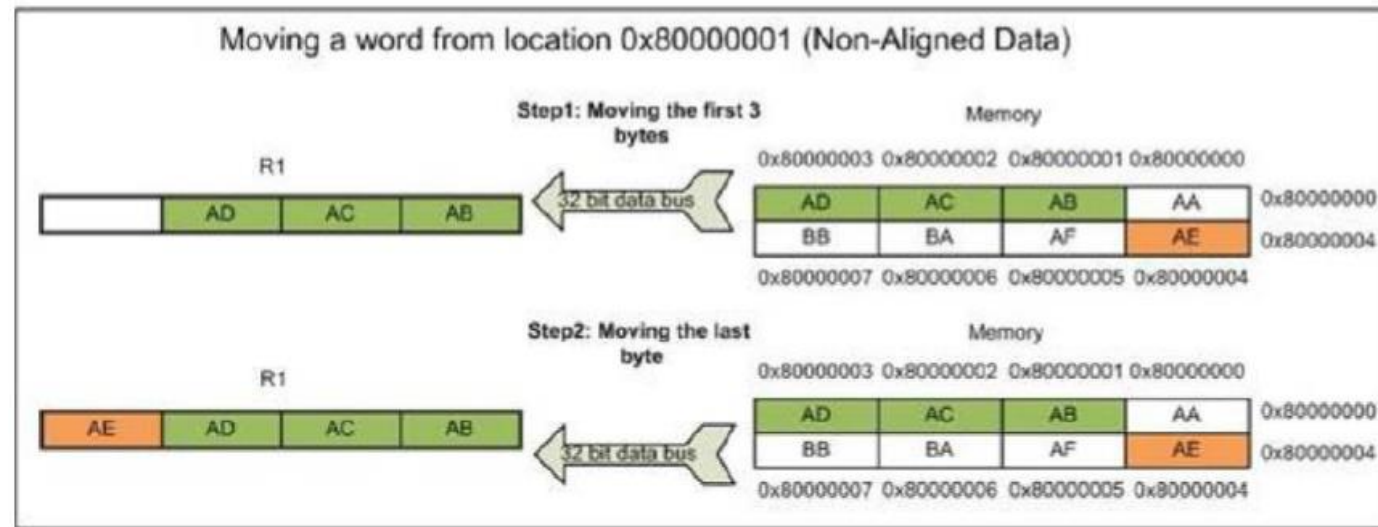 Moving a word from location 0x80000001 (Non-Aligned Data)
Step1: Moving the first 3
bytes
Memory
R1
0x80000003 0x80000002 0x80000001 0x80000000
AD AC AB
32 bit data bus
AD AC AB AA 0x80000000
BB BA AF AE 0x80000004
0x80000007 0x80000006 0x80000005 0x80000004
Step2: Moving the last
byte
Memory
R1
0x80000003 0x80000002 0x80000001 0x80000000
AE AD AC AB
32 bit data bus
AD AC AB AA 0x80000000
BB BA AF AE 0x80000004
0x80000007 0x80000006 0x80000005 0x80000004